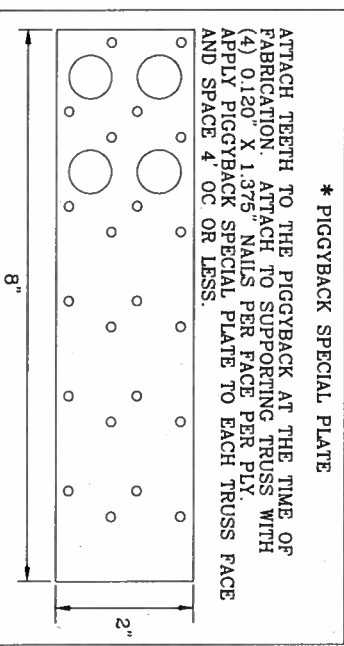 * PIGGYBACK SPECIAL PLATE
ATTACH TEETH TO THE PIGGYBACK AT THE TIME OF
FABRICATION. ATTACH TO SUPPORTING TRUSS WITH
(4) 0.120" X 1.375" NAILS PER FACE PER PLY.
APPLY PIGGYBACK SPECIAL PLATE TO EACH TRUSS FACE
AND SPACE 4' OC OR LESS.
8"
2"